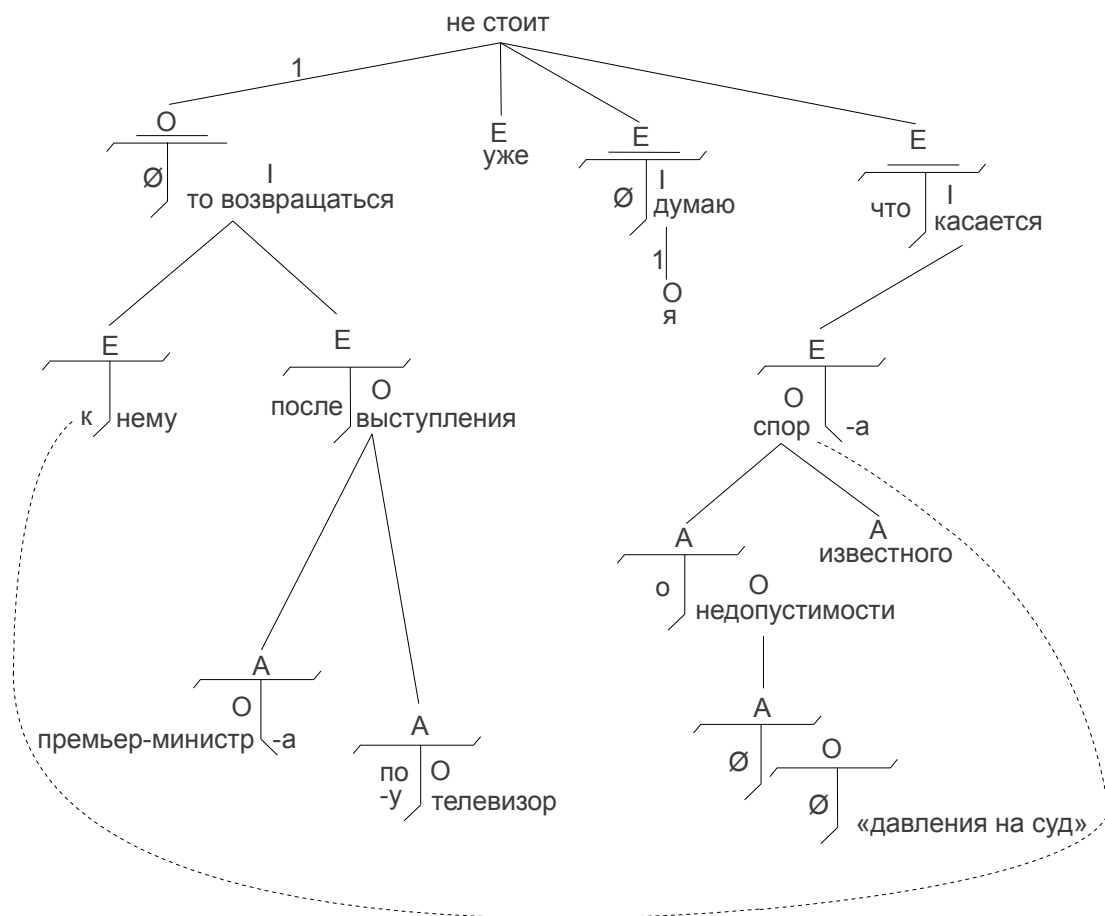 не стоит
1
О Е Е Е
уже
Ø Ø I что I
I думаю касается
то возвращаться
1
О
я
Е Е Е
к нему
после О
выступления
О
спор -а
А А
известного
о О
недопустимости
А
О
премьер-министр -а
А
по О
-у телевизор
А
Ø О
Ø
«давления на суд»